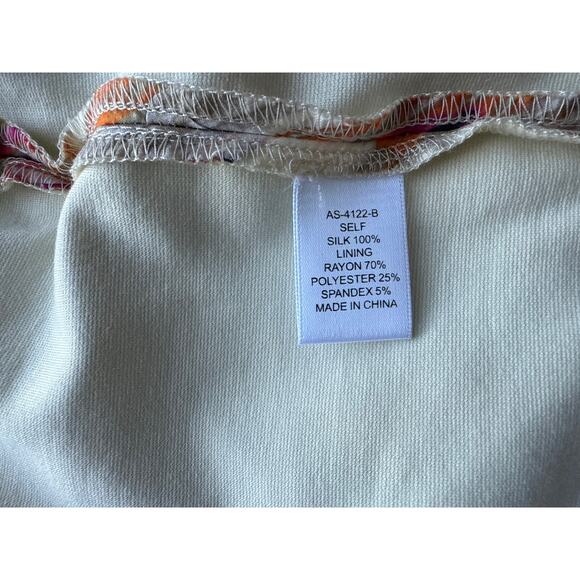 AS-4122-B
SELF
SILK 100%
LINING
RAYON 70%
POLYESTER 25%
SPANDEX 5%
MADE IN CHINA